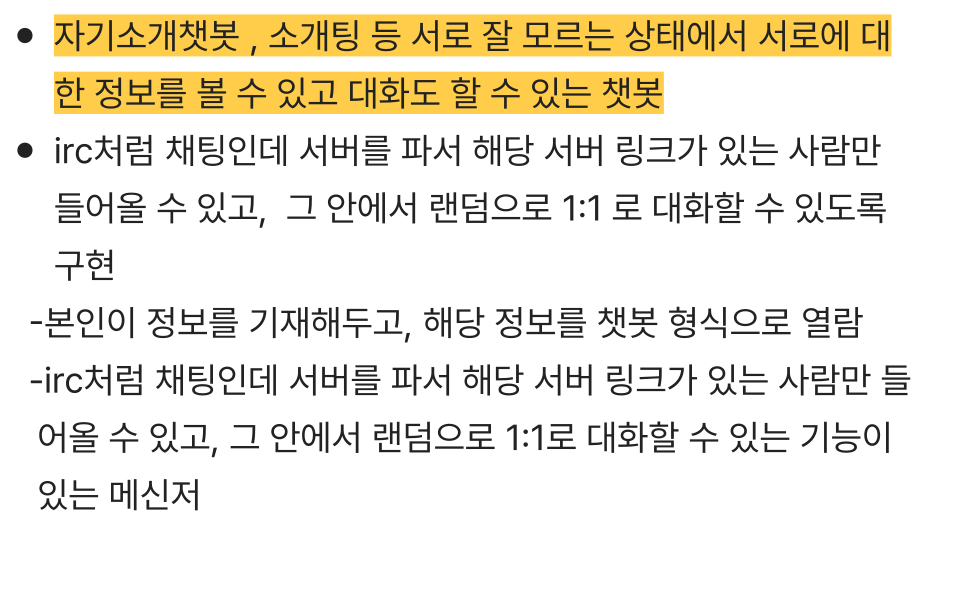 ● 자기소개챗봇 , 소개팅 등 서로 잘 모르는 상태에서 서로에 대
한 정보를 볼 수 있고 대화도 할 수 있는 챗봇
● irc처럼 채팅인데 서버를 파서 해당 서버 링크가 있는 사람만
들어올 수 있고,  그 안에서 랜덤으로 1:1 로 대화할 수 있도록
구현
-본인이 정보를 기재해두고, 해당 정보를 챗봇 형식으로 열람
-irc처럼 채팅인데 서버를 파서 해당 서버 링크가 있는 사람만 들
어올 수 있고, 그 안에서 랜덤으로 1:1로 대화할 수 있는 기능이
있는 메신저